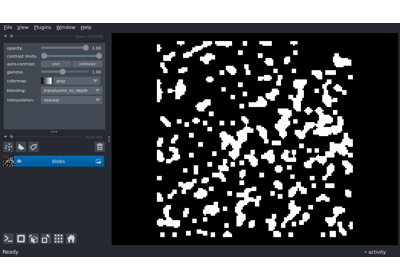 File View Plugins Window Help
opacity: 1.00
contrast limits:
auto-contrast: once continuous
gamma: 1.00
colormap: gray
blending: translucent_no_depth
interpolation: nearest
blobs
Ready
activity